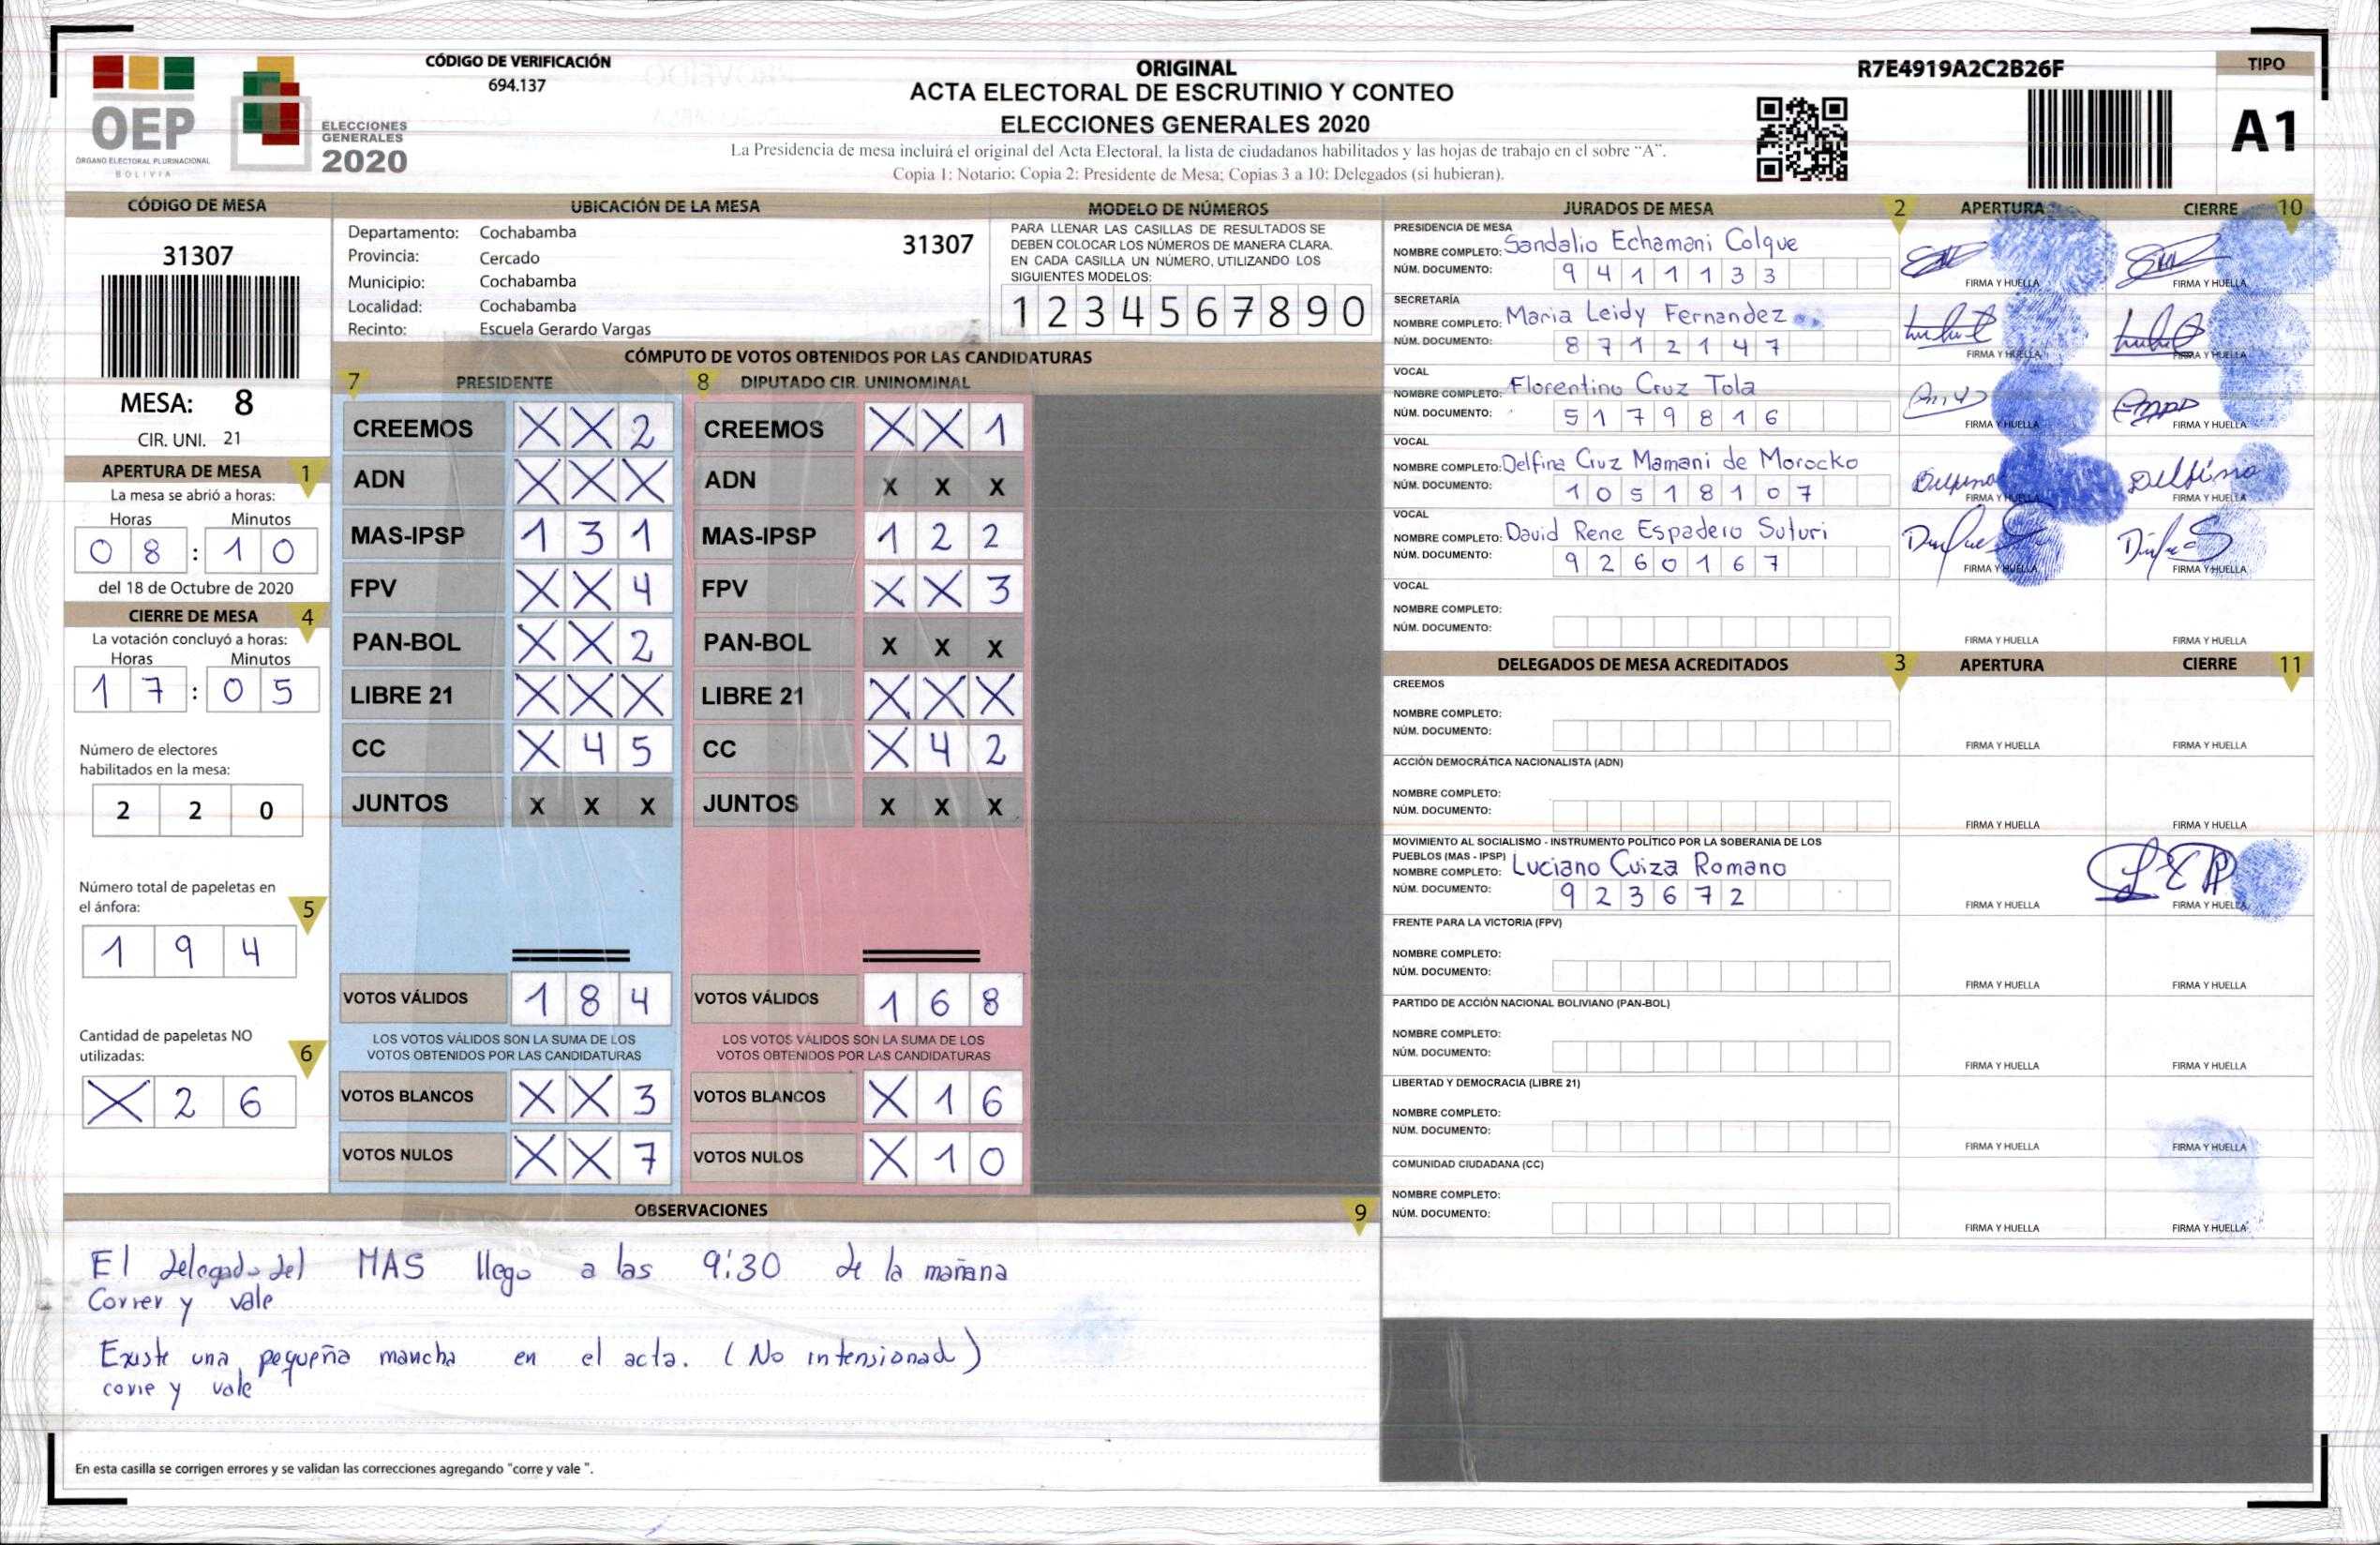 OEP
ÓRGANO ELECTORAL PLURINACIONAL
BOLIVIA
ELECCIONES
GENERALES
2020
CÓDIGO DE VERIFICACIÓN
694.137
ORIGINAL
ACTA ELECTORAL DE ESCRUTINIO Y CONTEO
ELECCIONES GENERALES 2020
La Presidencia de mesa incluirá el original del Acta Electoral, la lista de ciudadanos habilitados y las hojas de trabajo en el sobre "A".
Copia 1: Notario; Copia 2: Presidente de Mesa; Copias 3 a 10: Delegados (si hubieran).
R7E4919A2C2B26F
TIPO
A1
CÓDIGO DE MESA
31307
MESA: 8
CIR. UNI. 21
APERTURA DE MESA 1
La mesa se abrió a horas:
Horas Minutos
0 8 : 1 0
del 18 de Octubre de 2020
CIERRE DE MESA 4
La votación concluyó a horas:
Horas Minutos
1 7 : 0 5
Número de electores
habilitados en la mesa:
2 2 0
Número total de papeletas en
el ánfora: 5
1 9 4
Cantidad de papeletas NO
utilizadas: 6
X 2 6
UBICACIÓN DE LA MESA
Departamento: Cochabamba 31307
Provincia: Cercado
Municipio: Cochabamba
Localidad: Cochabamba
Recinto: Escuela Gerardo Vargas
MODELO DE NÚMEROS
PARA LLENAR LAS CASILLAS DE RESULTADOS SE
DEBEN COLOCAR LOS NÚMEROS DE MANERA CLARA.
EN CADA CASILLA UN NÚMERO, UTILIZANDO LOS
SIGUIENTES MODELOS:
1 2 3 4 5 6 7 8 9 0
CÓMPUTO DE VOTOS OBTENIDOS POR LAS CANDIDATURAS
7 PRESIDENTE
CREEMOS X X 2
ADN X X X
MAS-IPSP 1 3 1
FPV X X 4
PAN-BOL X X 2
LIBRE 21 X X X
CC X 4 5
JUNTOS X X X
VOTOS VÁLIDOS 1 8 4
LOS VOTOS VÁLIDOS SON LA SUMA DE LOS
VOTOS OBTENIDOS POR LAS CANDIDATURAS
VOTOS BLANCOS X X 3
VOTOS NULOS X X 7
8 DIPUTADO CIR. UNINOMINAL
CREEMOS X X 1
ADN X X X
MAS-IPSP 1 2 2
FPV X X 3
PAN-BOL X X X
LIBRE 21 X X X
CC X 4 2
JUNTOS X X X
VOTOS VÁLIDOS 1 6 8
LOS VOTOS VÁLIDOS SON LA SUMA DE LOS
VOTOS OBTENIDOS POR LAS CANDIDATURAS
VOTOS BLANCOS X 1 6
VOTOS NULOS X 1 0
JURADOS DE MESA 2 APERTURA CIERRE 10
PRESIDENCIA DE MESA
NOMBRE COMPLETO: Sandalio Echamani Colque
NÚM. DOCUMENTO: 9 4 1 1 1 3 3 FIRMA Y HUELLA FIRMA Y HUELLA
SECRETARÍA
NOMBRE COMPLETO: Maria Leidy Fernandez
NÚM. DOCUMENTO: 8 7 1 2 1 4 7 FIRMA Y HUELLA FIRMA Y HUELLA
VOCAL
NOMBRE COMPLETO: Florentino Cruz Tola
NÚM. DOCUMENTO: 5 1 7 9 8 1 6 FIRMA Y HUELLA FIRMA Y HUELLA
VOCAL
NOMBRE COMPLETO: Delfina Cruz Mamani de Morocko
NÚM. DOCUMENTO: 1 0 5 1 8 1 0 7 FIRMA Y HUELLA FIRMA Y HUELLA
Delfina
VOCAL
NOMBRE COMPLETO: David Rene Espadero Suturi
NÚM. DOCUMENTO: 9 2 6 0 1 6 7 FIRMA Y HUELLA FIRMA Y HUELLA
VOCAL
NOMBRE COMPLETO:
NÚM. DOCUMENTO: FIRMA Y HUELLA FIRMA Y HUELLA
DELEGADOS DE MESA ACREDITADOS 3 APERTURA CIERRE 11
CREEMOS
NOMBRE COMPLETO:
NÚM. DOCUMENTO: FIRMA Y HUELLA FIRMA Y HUELLA
ACCIÓN DEMOCRÁTICA NACIONALISTA (ADN)
NOMBRE COMPLETO:
NÚM. DOCUMENTO: FIRMA Y HUELLA FIRMA Y HUELLA
MOVIMIENTO AL SOCIALISMO - INSTRUMENTO POLÍTICO POR LA SOBERANIA DE LOS
PUEBLOS (MAS - IPSP)
NOMBRE COMPLETO: Luciano Cuiza Romano
NÚM. DOCUMENTO: 9 2 3 6 7 2 FIRMA Y HUELLA FIRMA Y HUELLA
FRENTE PARA LA VICTORIA (FPV)
NOMBRE COMPLETO:
NÚM. DOCUMENTO: FIRMA Y HUELLA FIRMA Y HUELLA
PARTIDO DE ACCIÓN NACIONAL BOLIVIANO (PAN-BOL)
NOMBRE COMPLETO:
NÚM. DOCUMENTO: FIRMA Y HUELLA FIRMA Y HUELLA
LIBERTAD Y DEMOCRACIA (LIBRE 21)
NOMBRE COMPLETO:
NÚM. DOCUMENTO: FIRMA Y HUELLA FIRMA Y HUELLA
COMUNIDAD CIUDADANA (CC)
NOMBRE COMPLETO:
NÚM. DOCUMENTO: FIRMA Y HUELLA FIRMA Y HUELLA
OBSERVACIONES 9
El delegado del MAS llego a las 9:30 de la mañana
Correr y vale
Existe una pequeña mancha en el acta. (No intensionad)
corre y vale
En esta casilla se corrigen errores y se validan las correcciones agregando "corre y vale ".